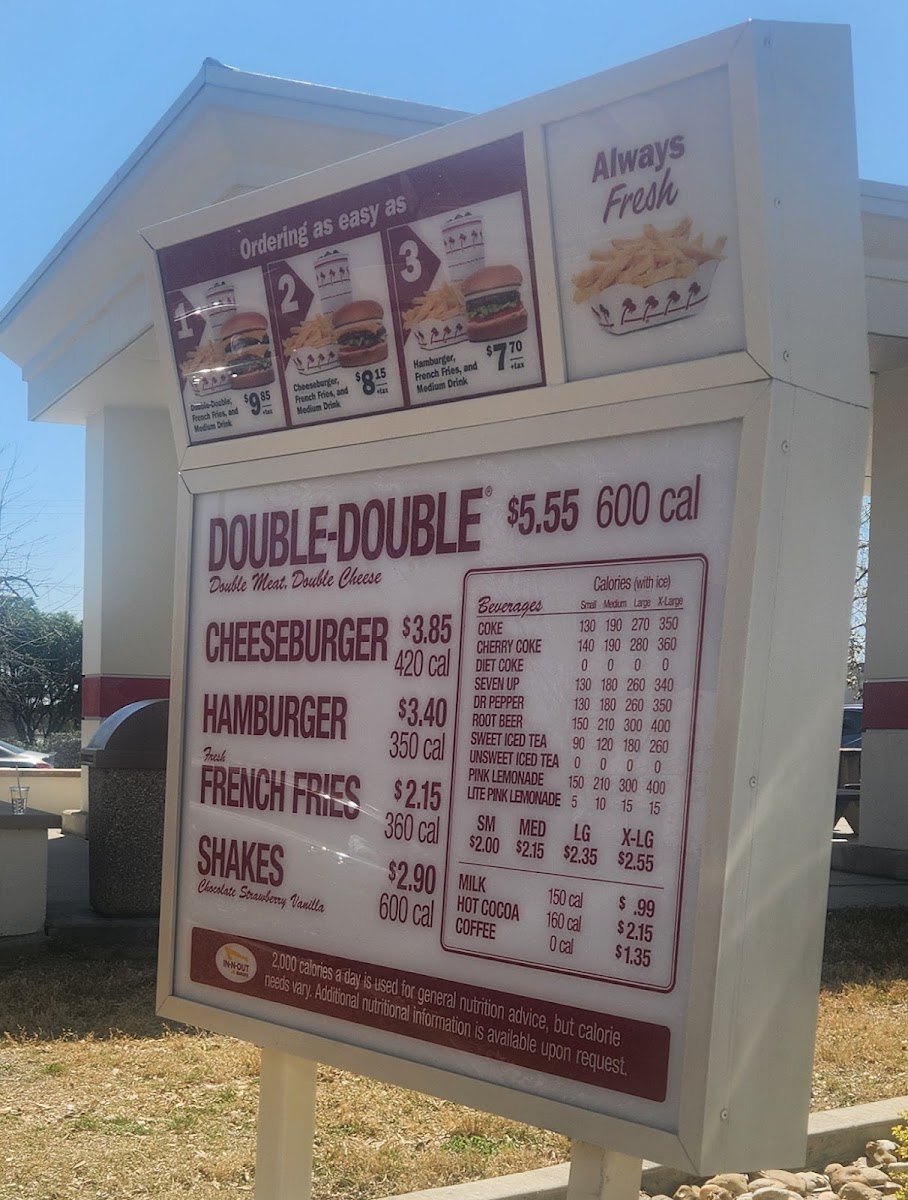 Ordering as easy as
1
Double-Double,
French Fries, and
Medium Drink
$9.85
+tax
2
Cheeseburger,
French Fries, and
Medium Drink
$8.15
+tax
3
Hamburger,
French Fries, and
Medium Drink
$7.70
+tax
Always
Fresh
DOUBLE-DOUBLE® $5.55 600 cal
Double Meat, Double Cheese
CHEESEBURGER $3.85
420 cal
HAMBURGER $3.40
350 cal
Fresh
FRENCH FRIES $2.15
360 cal
SHAKES $2.90
Chocolate Strawberry Vanilla 600 cal
Calories (with ice)
Beverages Small Medium Large X-Large
COKE 130 190 270 350
CHERRY COKE 140 190 280 360
DIET COKE 0 0 0 0
SEVEN UP 130 180 260 340
DR PEPPER 130 180 260 350
ROOT BEER 150 210 300 400
SWEET ICED TEA 90 120 180 260
UNSWEET ICED TEA 0 0 0 0
PINK LEMONADE 150 210 300 400
LITE PINK LEMONADE 5 10 15 15
SM MED LG X-LG
$2.00 $2.15 $2.35 $2.55
MILK 150 cal $ .99
HOT COCOA 160 cal $2.15
COFFEE 0 cal $1.35
IN-N-OUT
2,000 calories a day is used for general nutrition advice, but calorie
needs vary. Additional nutritional information is available upon request.